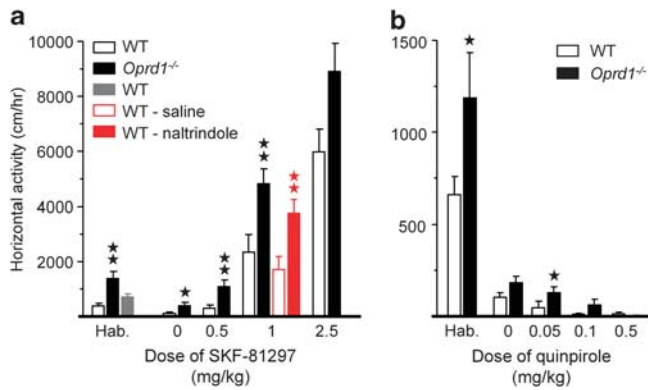 a
10000
8000
6000
4000
2000
Horizontal activity (cm/hr)
WT
Oprd1-/-
WT
WT - saline
WT - naltrindole
★★
★
★★
★★
★★
Hab. 0 0.5 1 2.5
Dose of SKF-81297
(mg/kg)
b
1500
1000
500
WT
Oprd1-/-
★
★
Hab. 0 0.05 0.1 0.5
Dose of quinpirole
(mg/kg)